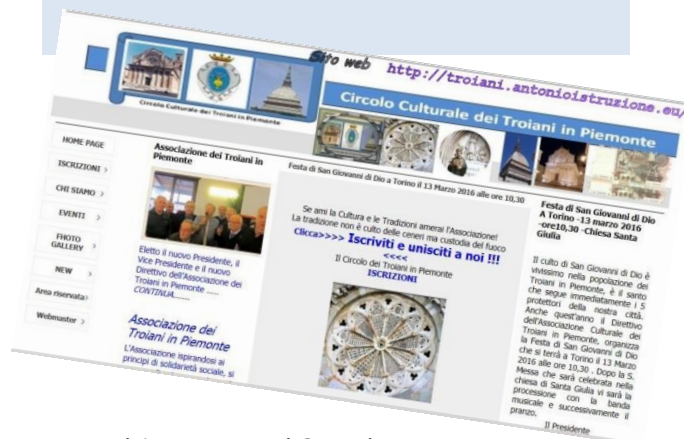 Sito web http://troiani.antonioistruzione.eu/
Circolo Culturale dei Troiani in Piemonte
Circolo Culturale dei Troiani in Piemonte
HOME PAGE
ISCRIZIONI >
CHI SIAMO >
EVENTI >
FHOTO
GALLERY >
NEW >
Area riservata>
Webmaster >
Associazione dei Troiani in
Piemonte
Eletto il nuovo Presidente, il
Vice Presidente e il nuovo
Direttivo dell'Associazione dei
Troiani in Piemonte ......
CONTINUA.......
Associazione dei
Troiani in Piemonte
L'Associazione ispirandosi ai
principi di solidarietà sociale, si
Festa di San Giovanni di Dio a Torino il 13 Marzo 2016 alle ore 10,30
Se ami la Cultura e le Tradizioni amerai l'Associazione!
La tradizione non è culto delle ceneri ma custodia del fuoco
Clicca>>>> Iscriviti e unisciti a noi !!!
<<<<
Il Circolo dei Troiani in Piemonte
ISCRIZIONI
Festa di San Giovanni di Dio
A Torino -13 marzo 2016
-ore10,30 -Chiesa Santa
Giulia
Il culto di San Giovanni di Dio è
vivissimo nella popolazione dei
Troiani in Piemonte, è il santo
che segue immediatamente i 5
protettori della nostra città.
Anche quest'anno il Direttivo
dell'Associazione Culturale dei
Troiani in Piemonte, organizza
la Festa di San Giovanni di Dio
che si terrà a Torino il 13 Marzo
2016 alle ore 10,30 . Dopo la S.
Messa che sarà celebrata nella
chiesa di Santa Giulia vi sarà la
processione con la banda
musicale e successivamente il
pranzo.
Il Presidente